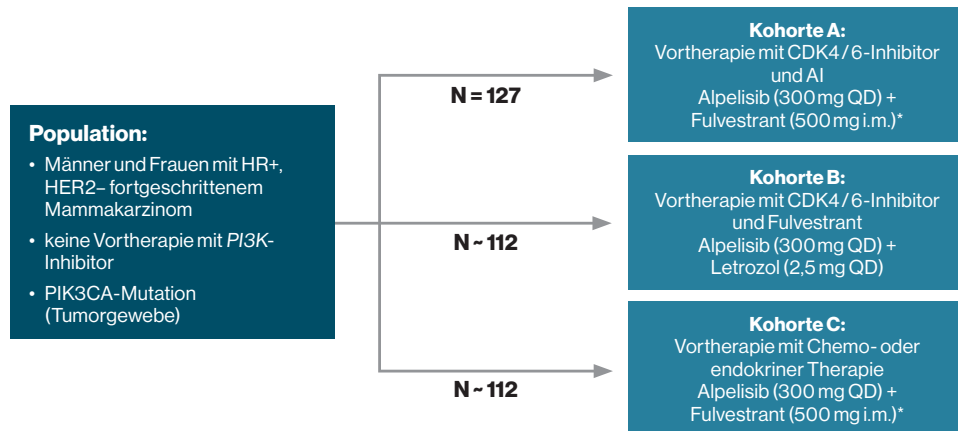 Population:
• Männer und Frauen mit HR+,
HER2– fortgeschrittenem
Mammakarzinom
• keine Vortherapie mit PI3K-
Inhibitor
• PIK3CA-Mutation
(Tumorgewebe)
N = 127
Kohorte A:
Vortherapie mit CDK4/6-Inhibitor
und AI
Alpelisib (300 mg QD) +
Fulvestrant (500 mg i.m.)*
N ~ 112
Kohorte B:
Vortherapie mit CDK4/6-Inhibitor
und Fulvestrant
Alpelisib (300 mg QD) +
Letrozol (2,5 mg QD)
N ~ 112
Kohorte C:
Vortherapie mit Chemo- oder
endokriner Therapie
Alpelisib (300 mg QD) +
Fulvestrant (500 mg i.m.)*